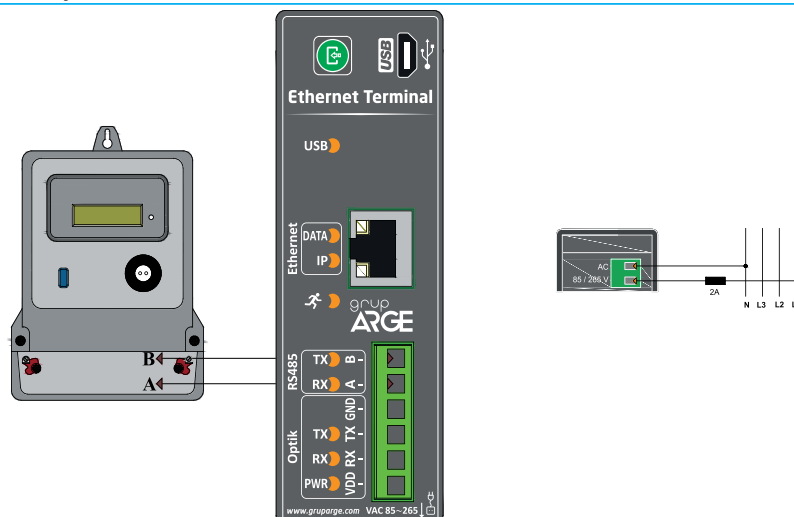 USB
Ethernet Terminal
USB
Ethernet
DATA
IP
grup
ARGE
RS485
TX B
RX A
Optik
GND
TX TX
RX RX
PWR VDD
www.gruparge.com VAC 85~265
B
A
AC
85 / 265 V
2A
N L3 L2